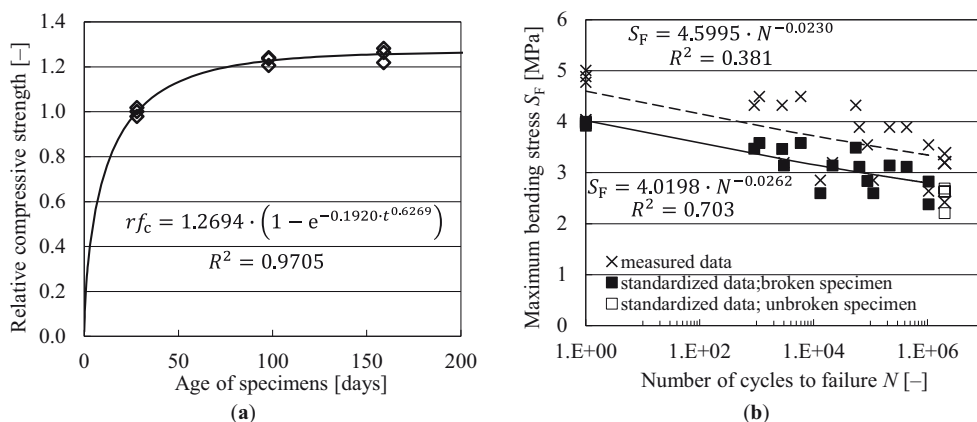 1.4
1.2
1.0
0.8
0.6
0.4
0.2
0.0
Relative compressive strength [–]
rf_c = 1.2694 · (1 − e^{−0.1920·t^{0.6269}})
R² = 0.9705
0 50 100 150 200
Age of specimens [days]
(a)
6
5
4
3
2
1
0
Maximum bending stress S_F [MPa]
S_F = 4.5995 · N^{−0.0230}
R² = 0.381
S_F = 4.0198 · N^{−0.0262}
R² = 0.703
measured data
standardized data;broken specimen
standardized data; unbroken specimen
1.E+00 1.E+02 1.E+04 1.E+06
Number of cycles to failure N [–]
(b)